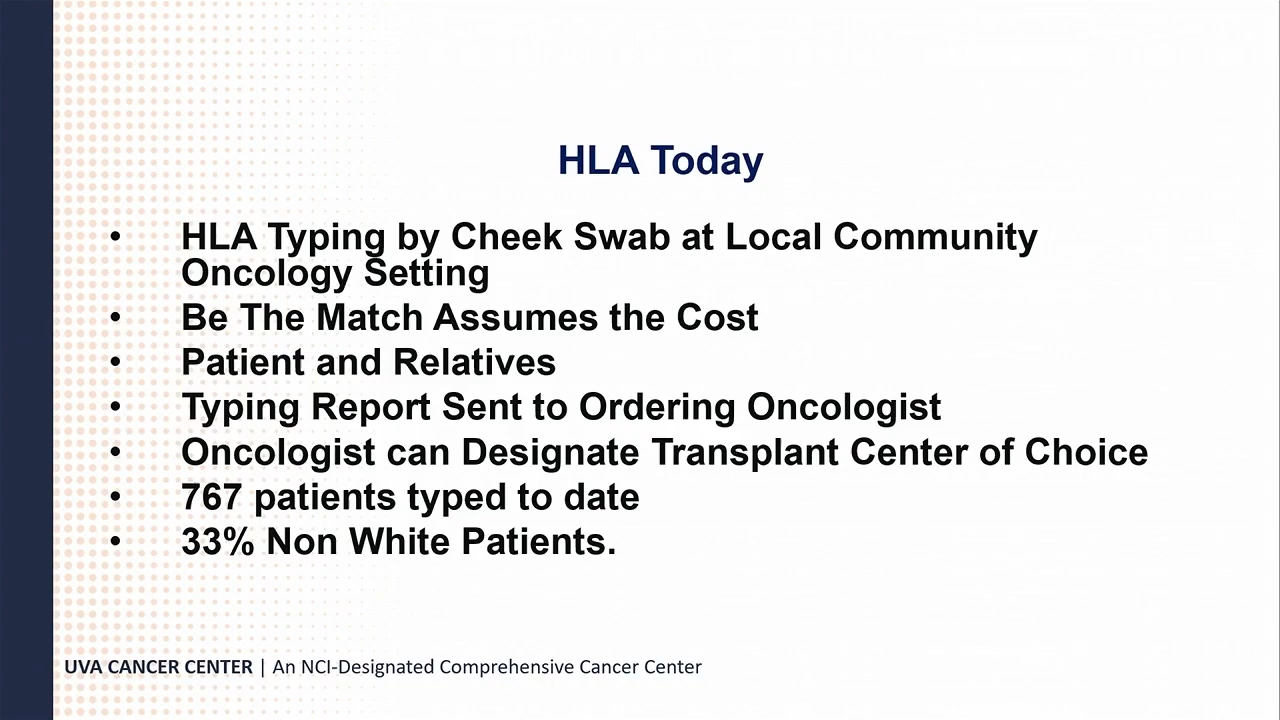 HLA Today
• HLA Typing by Cheek Swab at Local Community
Oncology Setting
• Be The Match Assumes the Cost
• Patient and Relatives
• Typing Report Sent to Ordering Oncologist
• Oncologist can Designate Transplant Center of Choice
• 767 patients typed to date
• 33% Non White Patients.
UVA CANCER CENTER | An NCI-Designated Comprehensive Cancer Center